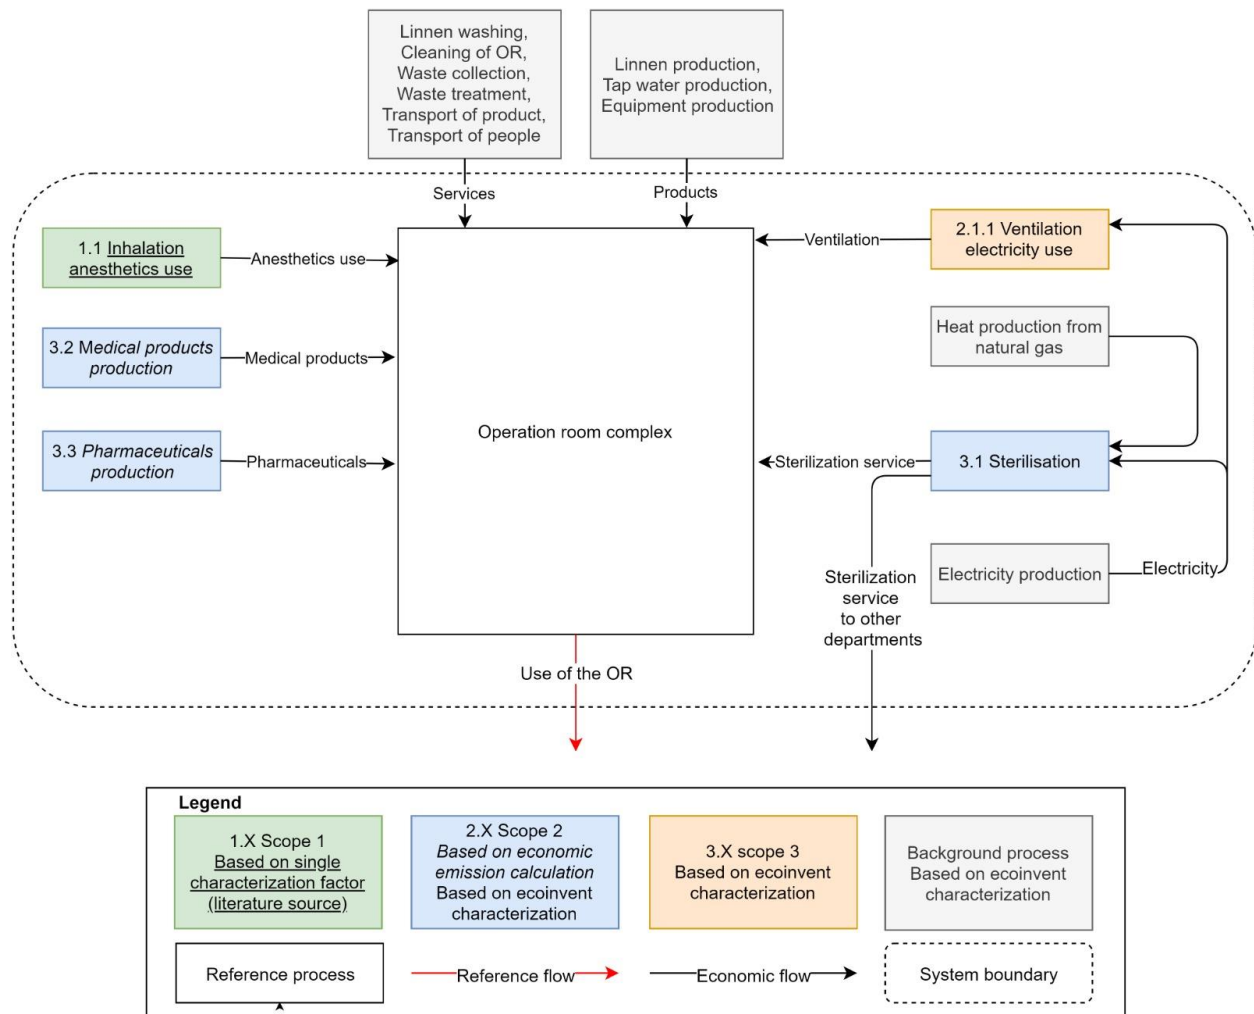 Linnen washing,
Cleaning of OR,
Waste collection,
Waste treatment,
Transport of product,
Transport of people
Linnen production,
Tap water production,
Equipment production
Services
Products
1.1 Inhalation
anesthetics use
Anesthetics use
Ventilation
2.1.1 Ventilation
electricity use
3.2 Medical products
production
Medical products
Heat production from
natural gas
Operation room complex
3.3 Pharmaceuticals
production
Pharmaceuticals
Sterilization service
3.1 Sterilisation
Electricity production
Electricity
Sterilization
service
to other
departments
Use of the OR
Legend
1.X Scope 1
Based on single
characterization factor
(literature source)
2.X Scope 2
Based on economic
emission calculation
Based on ecoinvent
characterization
3.X scope 3
Based on ecoinvent
characterization
Background process
Based on ecoinvent
characterization
Reference process
Reference flow
Economic flow
System boundary